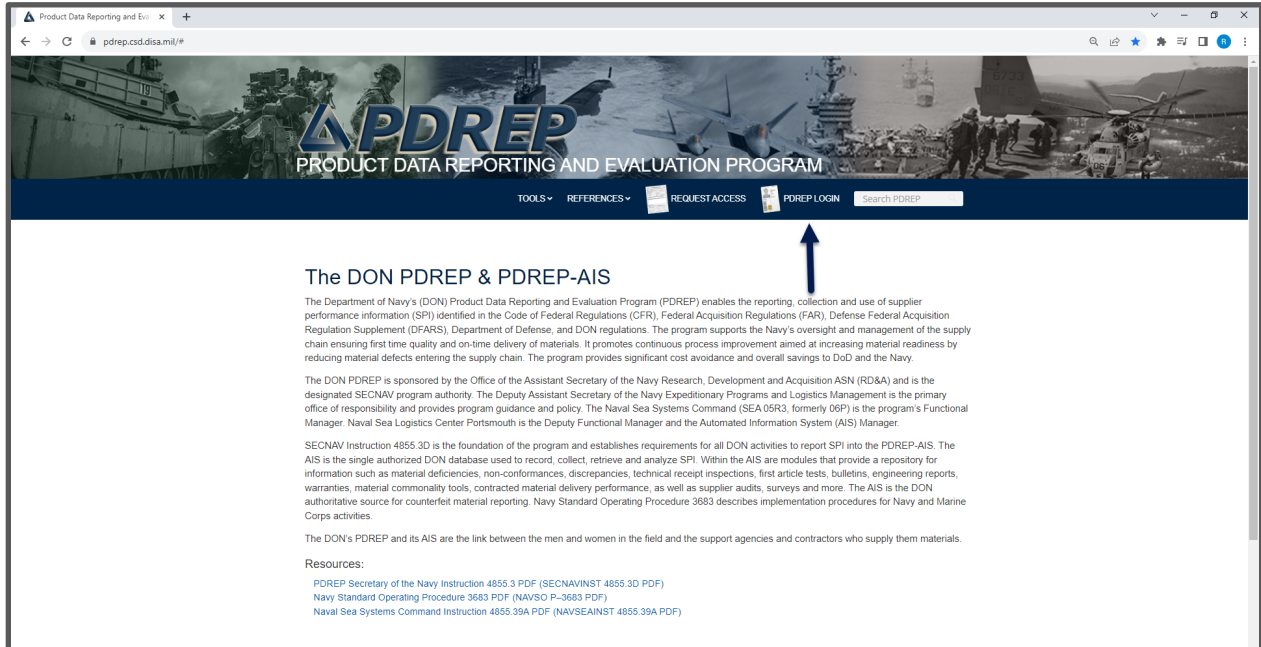 Product Data Reporting and Eval
pdrep.csd.disa.mil/#
R
19
6733
06
PDREP
PRODUCT DATA REPORTING AND EVALUATION PROGRAM
TOOLS REFERENCES REQUEST ACCESS PDREP LOGIN Search PDREP
The DON PDREP & PDREP-AIS
The Department of Navy's (DON) Product Data Reporting and Evaluation Program (PDREP) enables the reporting, collection and use of supplier
performance information (SPI) identified in the Code of Federal Regulations (CFR), Federal Acquisition Regulations (FAR), Defense Federal Acquisition
Regulation Supplement (DFARS), Department of Defense, and DON regulations. The program supports the Navy's oversight and management of the supply
chain ensuring first time quality and on-time delivery of materials. It promotes continuous process improvement aimed at increasing material readiness by
reducing material defects entering the supply chain. The program provides significant cost avoidance and overall savings to DoD and the Navy.
The DON PDREP is sponsored by the Office of the Assistant Secretary of the Navy Research, Development and Acquisition ASN (RD&A) and is the
designated SECNAV program authority. The Deputy Assistant Secretary of the Navy Expeditionary Programs and Logistics Management is the primary
office of responsibility and provides program guidance and policy. The Naval Sea Systems Command (SEA 05R3, formerly 06P) is the program's Functional
Manager. Naval Sea Logistics Center Portsmouth is the Deputy Functional Manager and the Automated Information System (AIS) Manager.
SECNAV Instruction 4855.3D is the foundation of the program and establishes requirements for all DON activities to report SPI into the PDREP-AIS. The
AIS is the single authorized DON database used to record, collect, retrieve and analyze SPI. Within the AIS are modules that provide a repository for
information such as material deficiencies, non-conformances, discrepancies, technical receipt inspections, first article tests, bulletins, engineering reports,
warranties, material commonality tools, contracted material delivery performance, as well as supplier audits, surveys and more. The AIS is the DON
authoritative source for counterfeit material reporting. Navy Standard Operating Procedure 3683 describes implementation procedures for Navy and Marine
Corps activities.
The DON's PDREP and its AIS are the link between the men and women in the field and the support agencies and contractors who supply them materials.
Resources:
PDREP Secretary of the Navy Instruction 4855.3 PDF (SECNAVINST 4855.3D PDF)
Navy Standard Operating Procedure 3683 PDF (NAVSO P–3683 PDF)
Naval Sea Systems Command Instruction 4855.39A PDF (NAVSEAINST 4855.39A PDF)